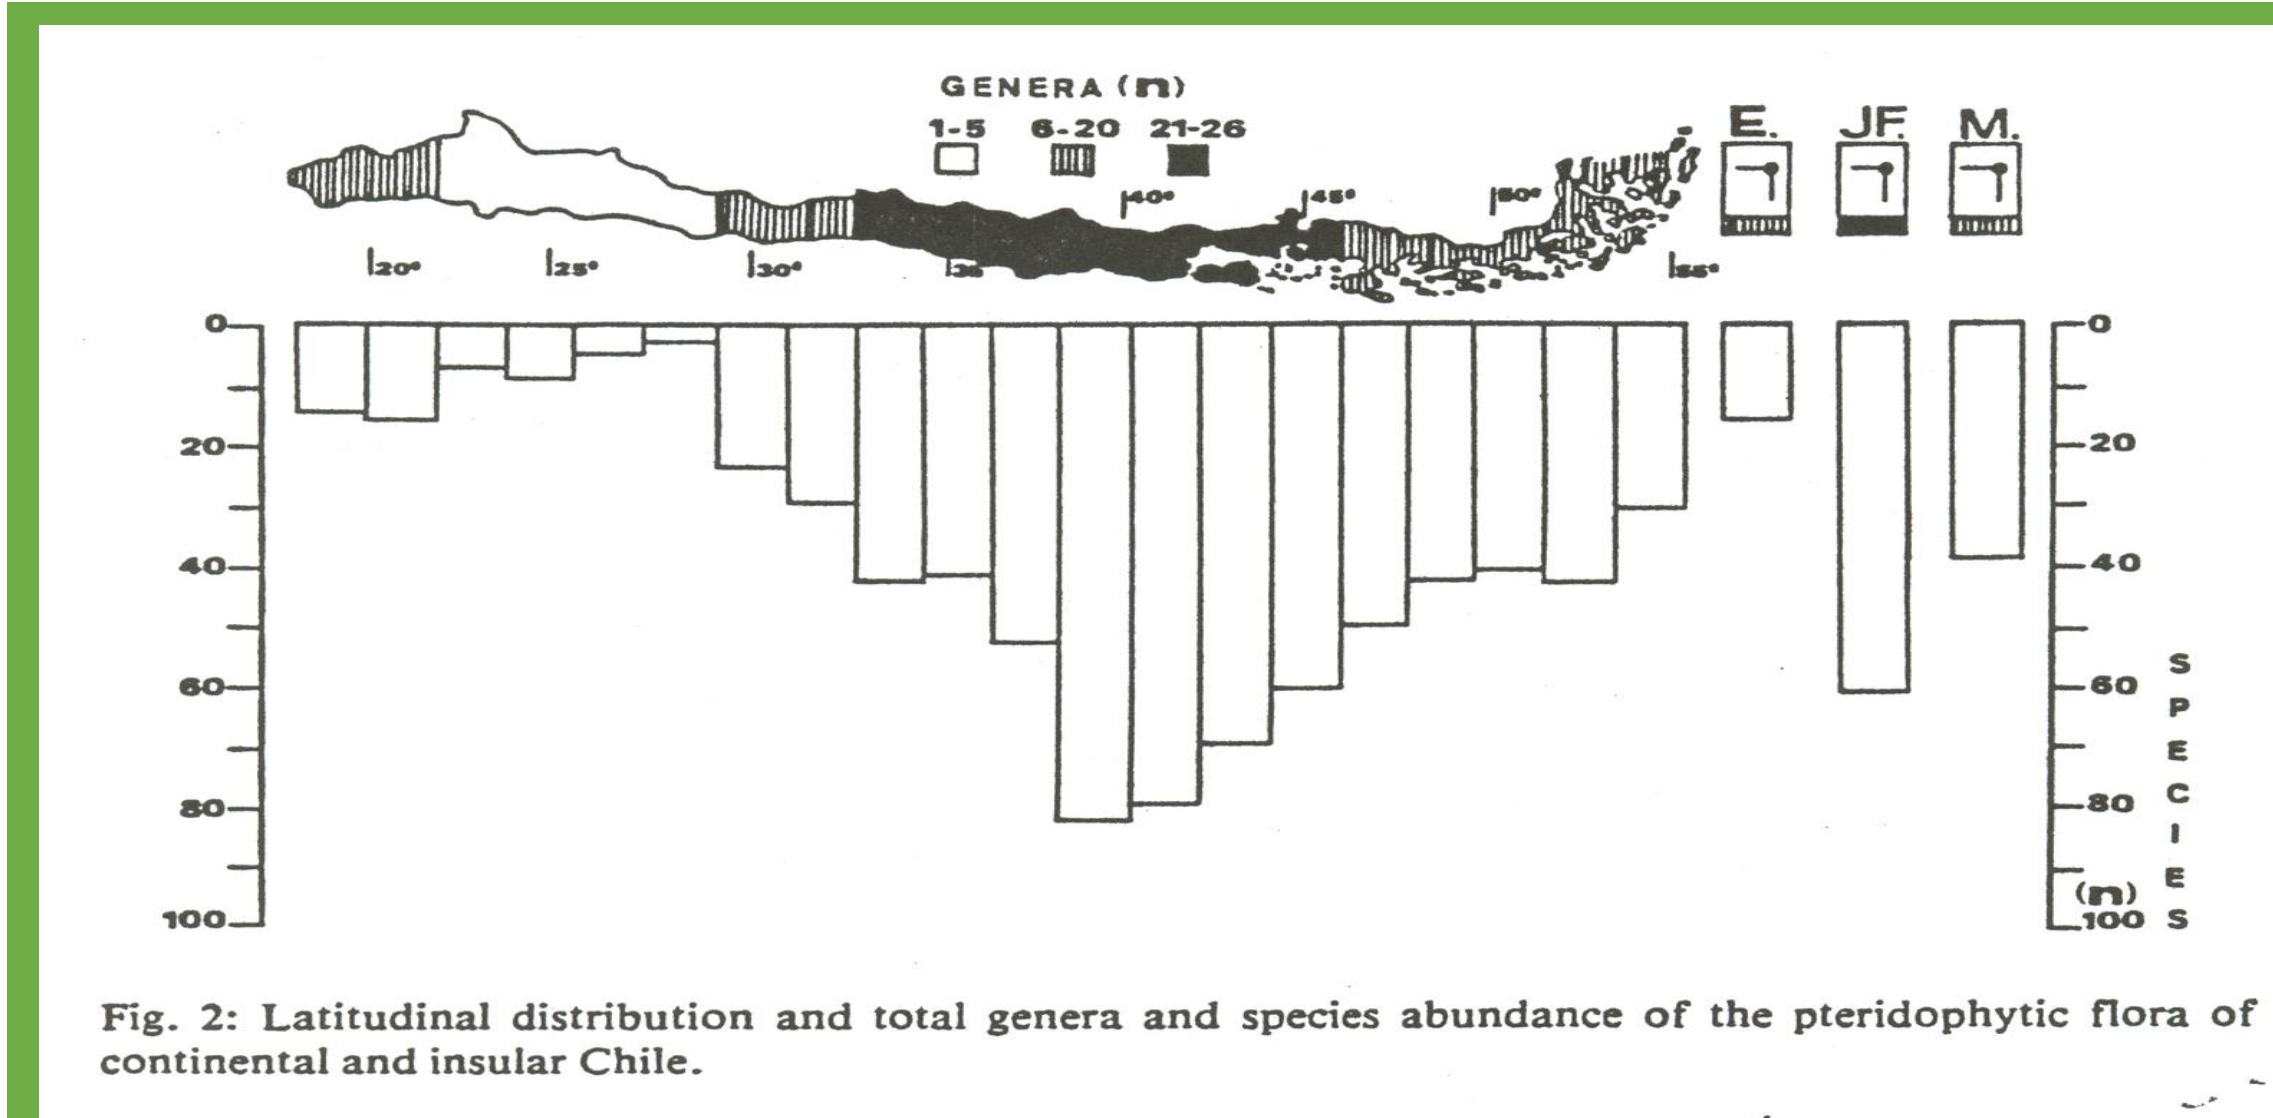 GENERA (n)
1-5 6-20 21-26
E. JF. M.
40° 45° 50°
20° 25° 30° 55°
0 0
20 20
40 40
60 60
80 80
100 100
(n)
SPECIES
Fig. 2: Latitudinal distribution and total genera and species abundance of the pteridophytic flora of
continental and insular Chile.